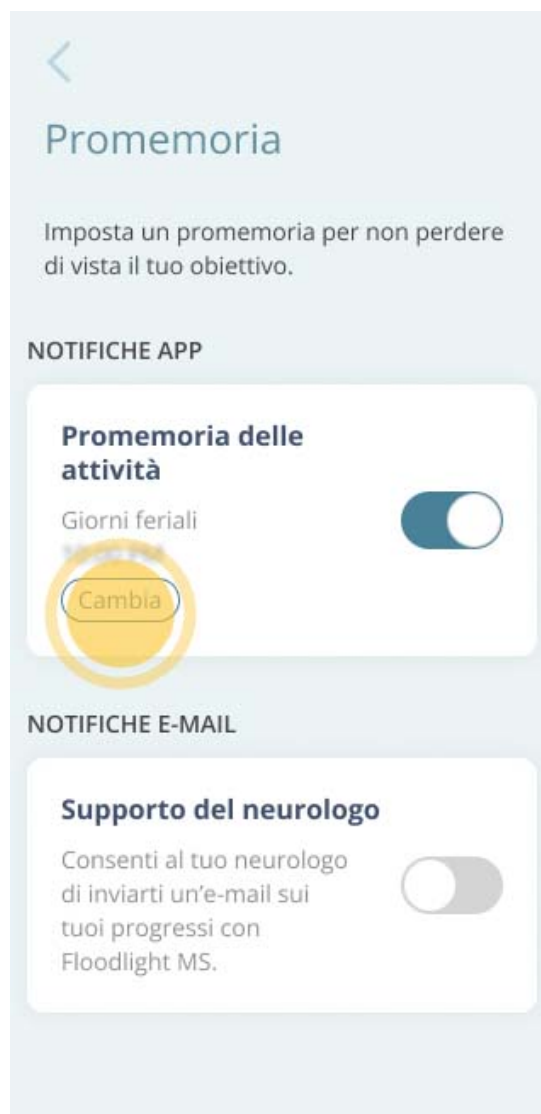 Promemoria
Imposta un promemoria per non perdere
di vista il tuo obiettivo.
NOTIFICHE APP
Promemoria delle
attività
Giorni feriali
Cambia
NOTIFICHE E-MAIL
Supporto del neurologo
Consenti al tuo neurologo
di inviarti un'e-mail sui
tuoi progressi con
Floodlight MS.